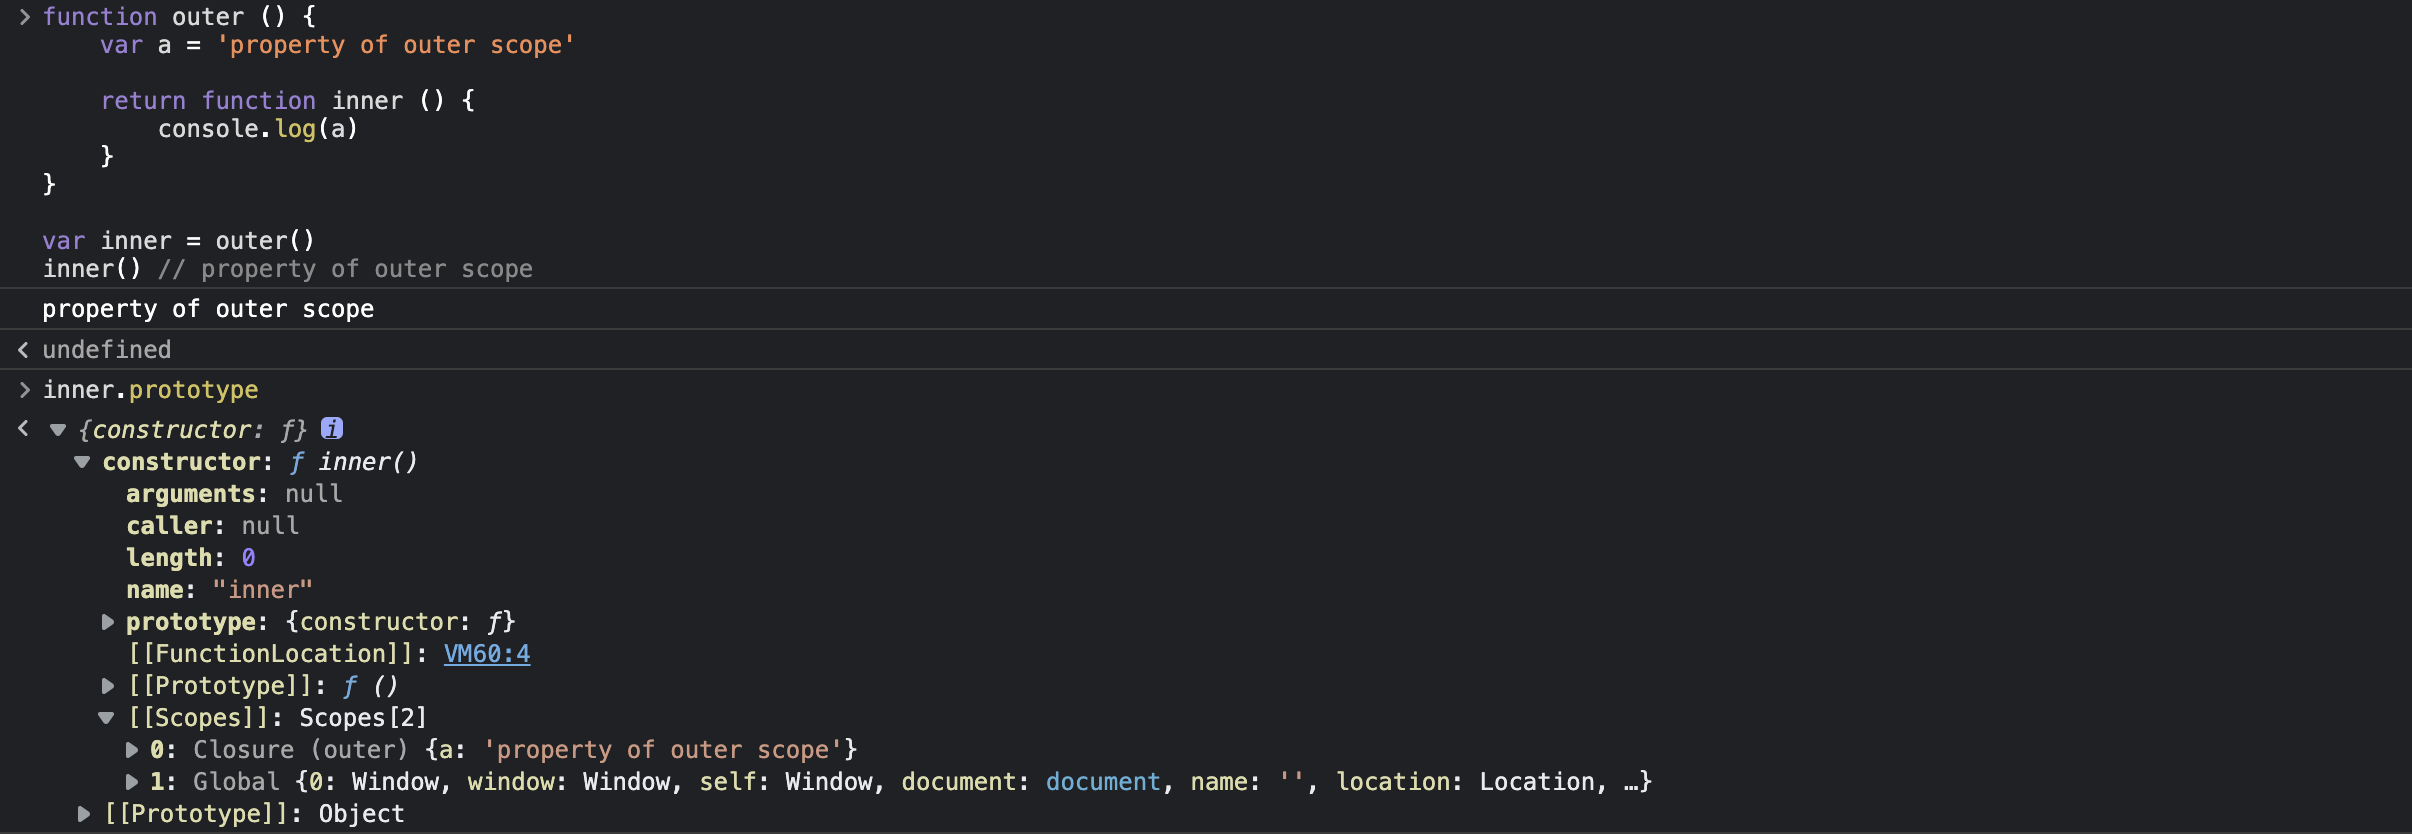 > function outer () {
    var a = 'property of outer scope'
    return function inner () {
        console.log(a)
    }
}
var inner = outer()
inner() // property of outer scope
property of outer scope
< undefined
> inner.prototype
< ▼ {constructor: ƒ} i
▼ constructor: ƒ inner()
arguments: null
caller: null
length: 0
name: "inner"
▶ prototype: {constructor: ƒ}
[[FunctionLocation]]: VM60:4
▶ [[Prototype]]: ƒ ()
▼ [[Scopes]]: Scopes[2]
▶ 0: Closure (outer) {a: 'property of outer scope'}
▶ 1: Global {0: Window, window: Window, self: Window, document: document, name: '', location: Location, …}
▶ [[Prototype]]: Object